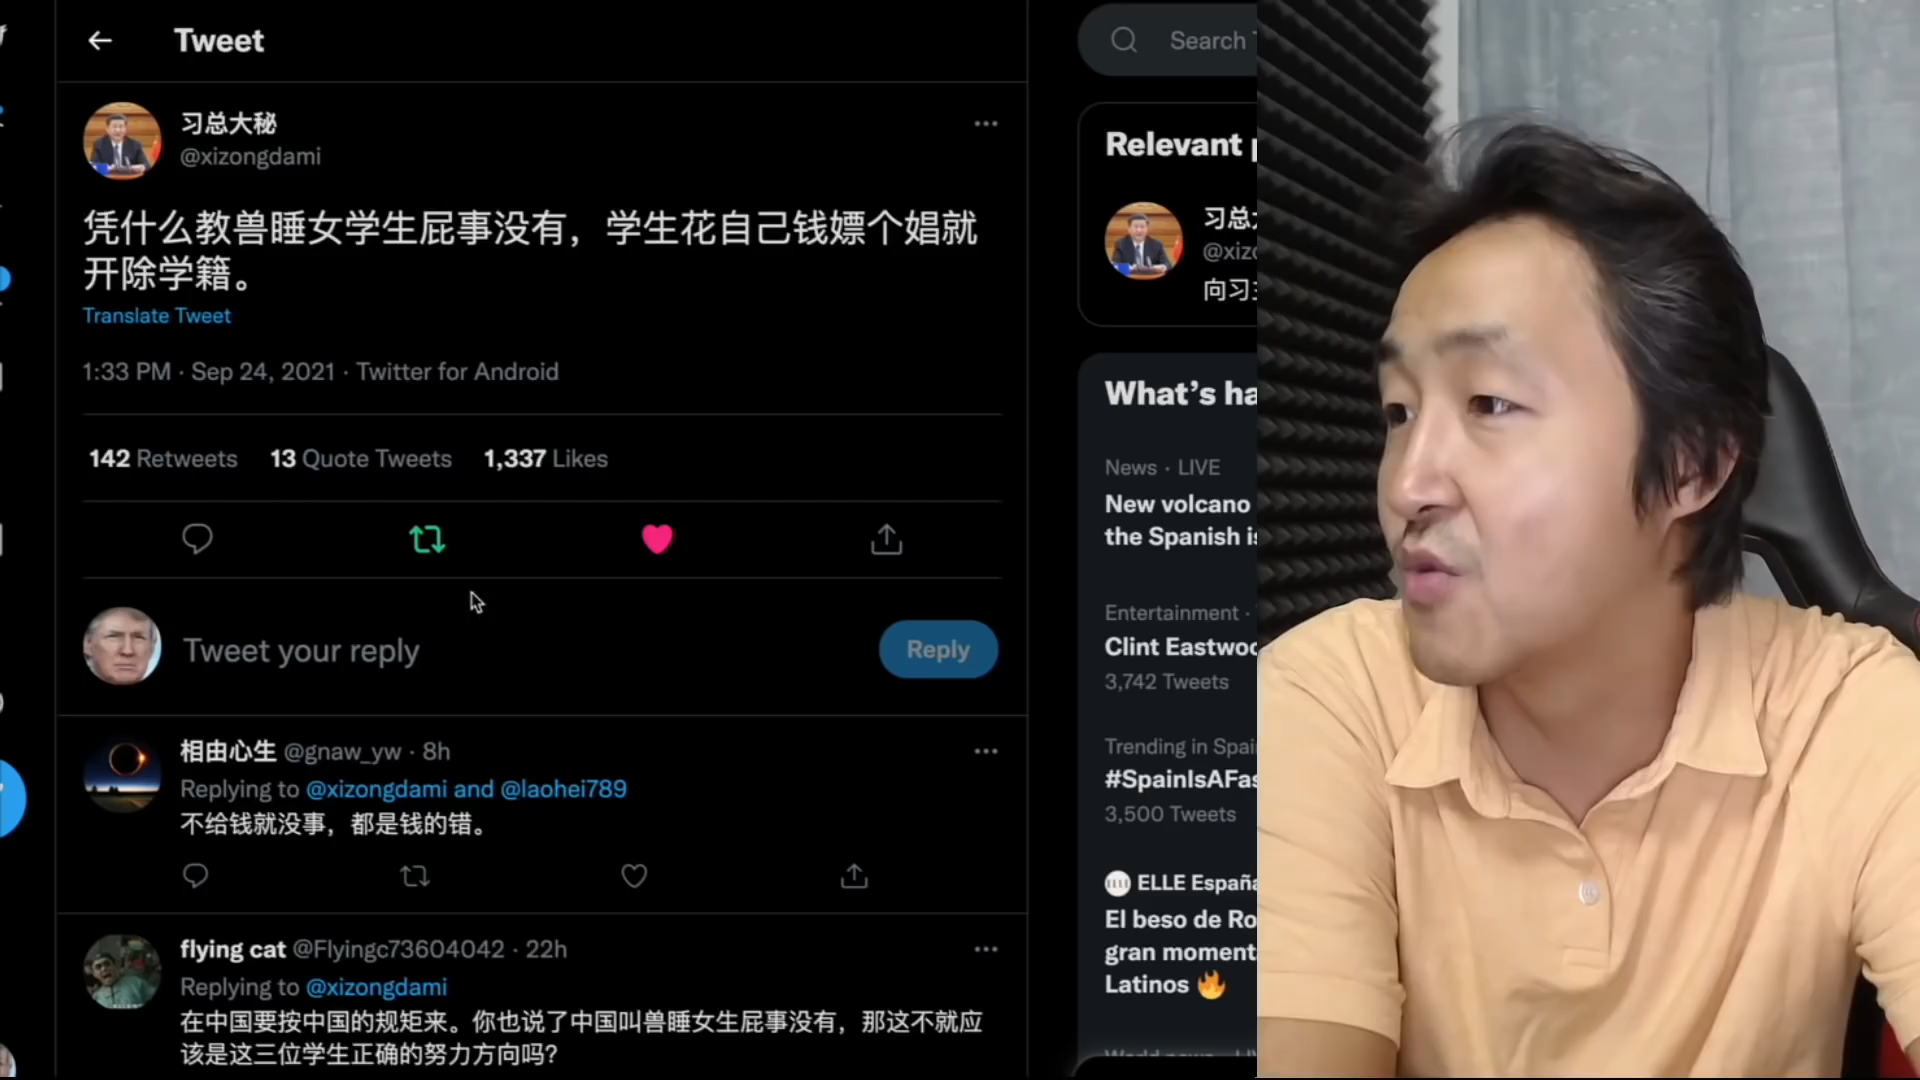 Tweet
习总大秘
@xizongdami
凭什么教兽睡女学生屁事没有，学生花自己钱嫖个娼就
开除学籍。
Translate Tweet
1:33 PM · Sep 24, 2021 · Twitter for Android
142 Retweets 13 Quote Tweets 1,337 Likes
Tweet your reply
Reply
相由心生 @gnaw_yw · 8h
Replying to @xizongdami and @laohei789
不给钱就没事，都是钱的错。
flying cat @Flyingc73604042 · 22h
Replying to @xizongdami
在中国要按中国的规矩来。你也说了中国叫兽睡女生屁事没有，那这不就应
该是这三位学生正确的努力方向吗?
Search
Relevant
习总
@xiz
向习
What's ha
News · LIVE
New volcano
the Spanish is
Entertainment ·
Clint Eastwoo
3,742 Tweets
Trending in Spai
#SpainIsAFas
3,500 Tweets
ELLE España
El beso de Ro
gran moment
Latinos 🔥